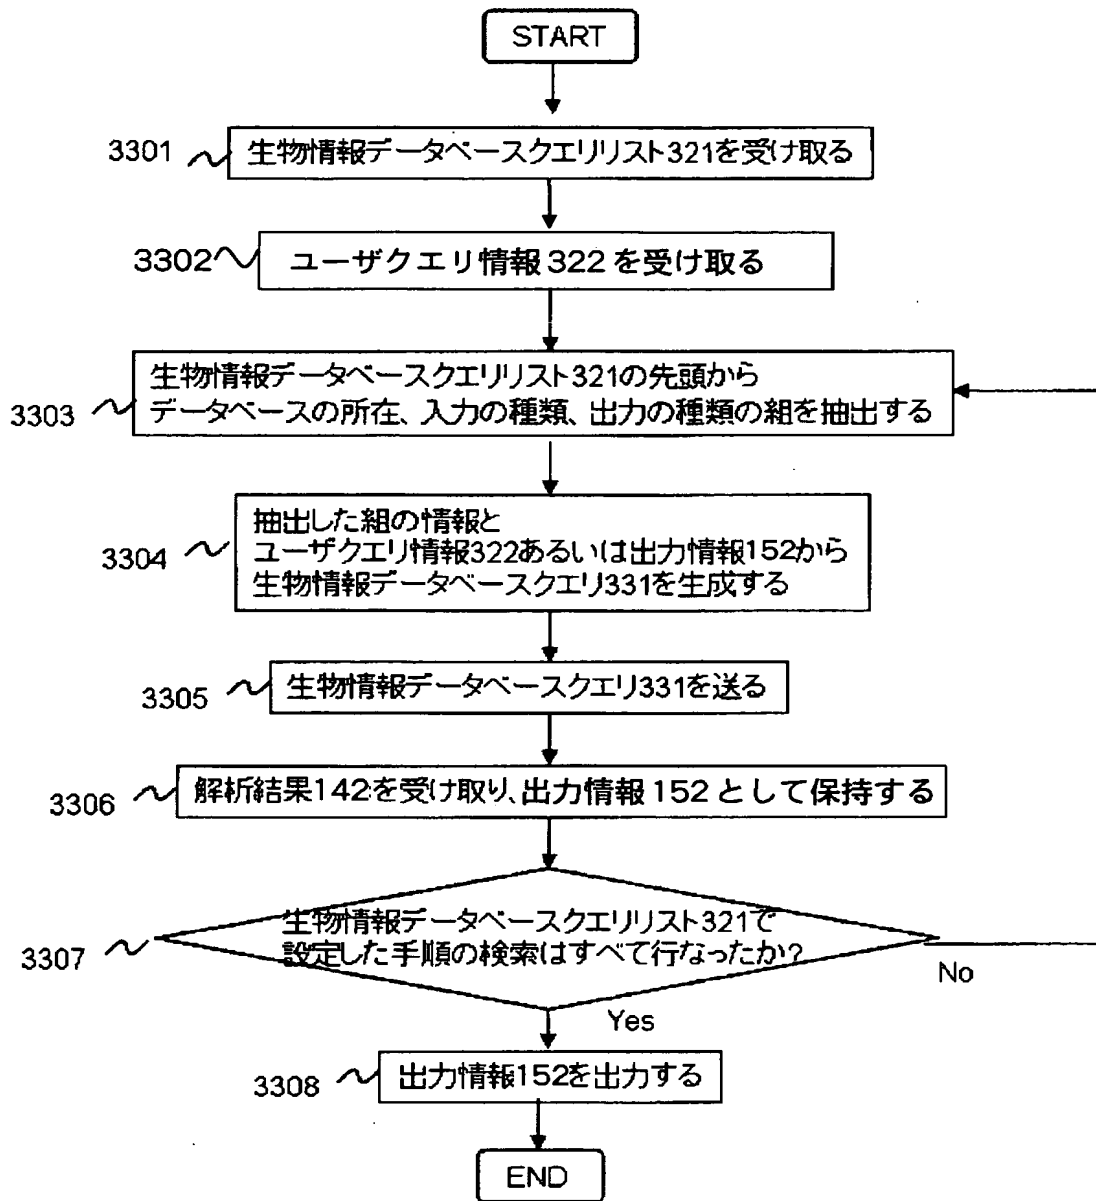 START
3301 生物情報データベースクエリリスト321を受け取る
3302 ユーザクエリ情報322を受け取る
生物情報データベースクエリリスト321の先頭から
3303 データベースの所在、入力の種類、出力の種類の組を抽出する
抽出した組の情報と
3304 ユーザクエリ情報322あるいは出力情報152から
生物情報データベースクエリ331を生成する
3305 生物情報データベースクエリ331を送る
3306 解析結果142を受け取り、出力情報152として保持する
生物情報データベースクエリリスト321で
3307 設定した手順の検索はすべて行なったか?
No
Yes
3308 出力情報152を出力する
END